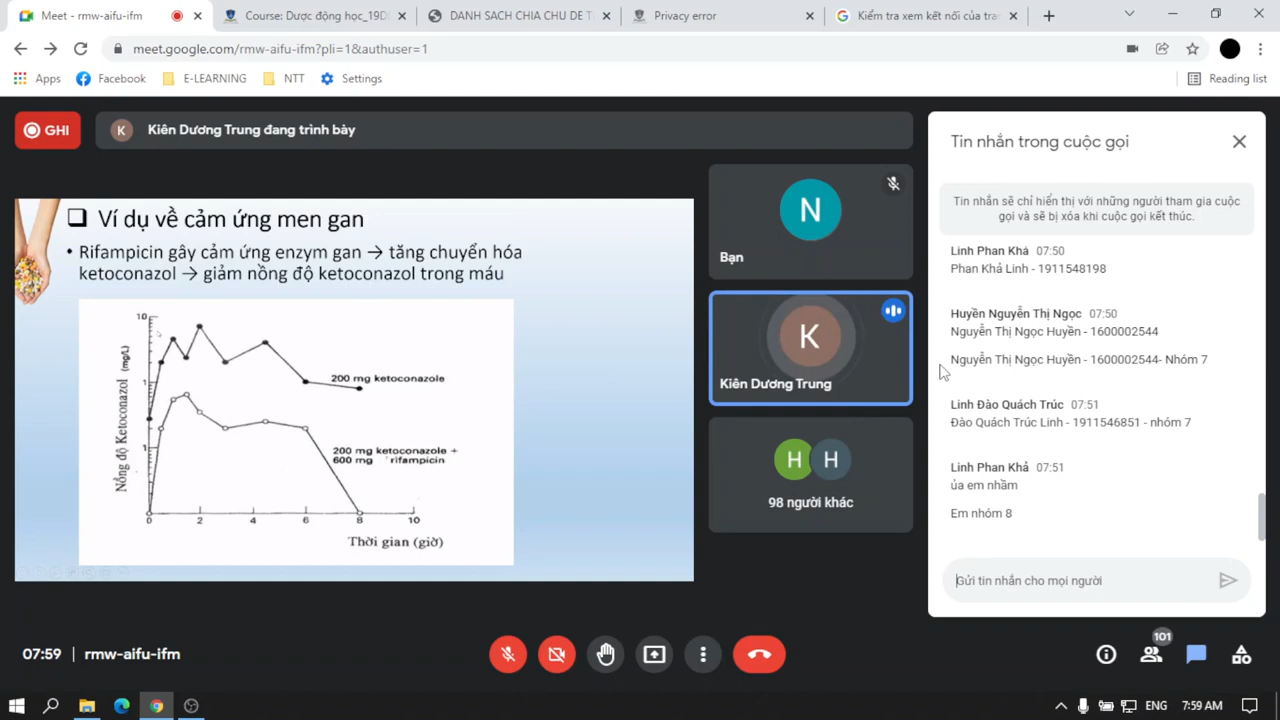 Meet - rmw-aifu-ifm
Course: Dược động học_19D
DANH SACH CHIA CHU DE T
Privacy error
Kiểm tra xem kết nối của tra
meet.google.com/rmw-aifu-ifm?pli=1&authuser=1
Apps
Facebook
E-LEARNING
NTT
Settings
Reading list
GHI
K
Kiên Dương Trung đang trình bày
Ví dụ về cảm ứng men gan
• Rifampicin gây cảm ứng enzym gan → tăng chuyển hóa
ketoconazol → giảm nồng độ ketoconazol trong máu
Nồng độ Ketoconazol (mg/L)
10
1
1
200 mg ketoconazole
200 mg ketoconazole +
600 mg rifampicin
0 2 4 6 8 10
Thời gian (giờ)
N
Bạn
K
Kiên Dương Trung
H H
98 người khác
Tin nhắn trong cuộc gọi
Tin nhắn sẽ chỉ hiển thị với những người tham gia cuộc
gọi và sẽ bị xóa khi cuộc gọi kết thúc.
Linh Phan Khả 07:50
Phan Khả Linh - 1911548198
Huyền Nguyễn Thị Ngọc 07:50
Nguyễn Thị Ngọc Huyền - 1600002544
Nguyễn Thị Ngọc Huyền - 1600002544- Nhóm 7
Linh Đào Quách Trúc 07:51
Đào Quách Trúc Linh - 1911546851 - nhóm 7
Linh Phan Khả 07:51
ủa em nhầm
Em nhóm 8
Gửi tin nhắn cho mọi người
07:59 | rmw-aifu-ifm
101
ENG
7:59 AM